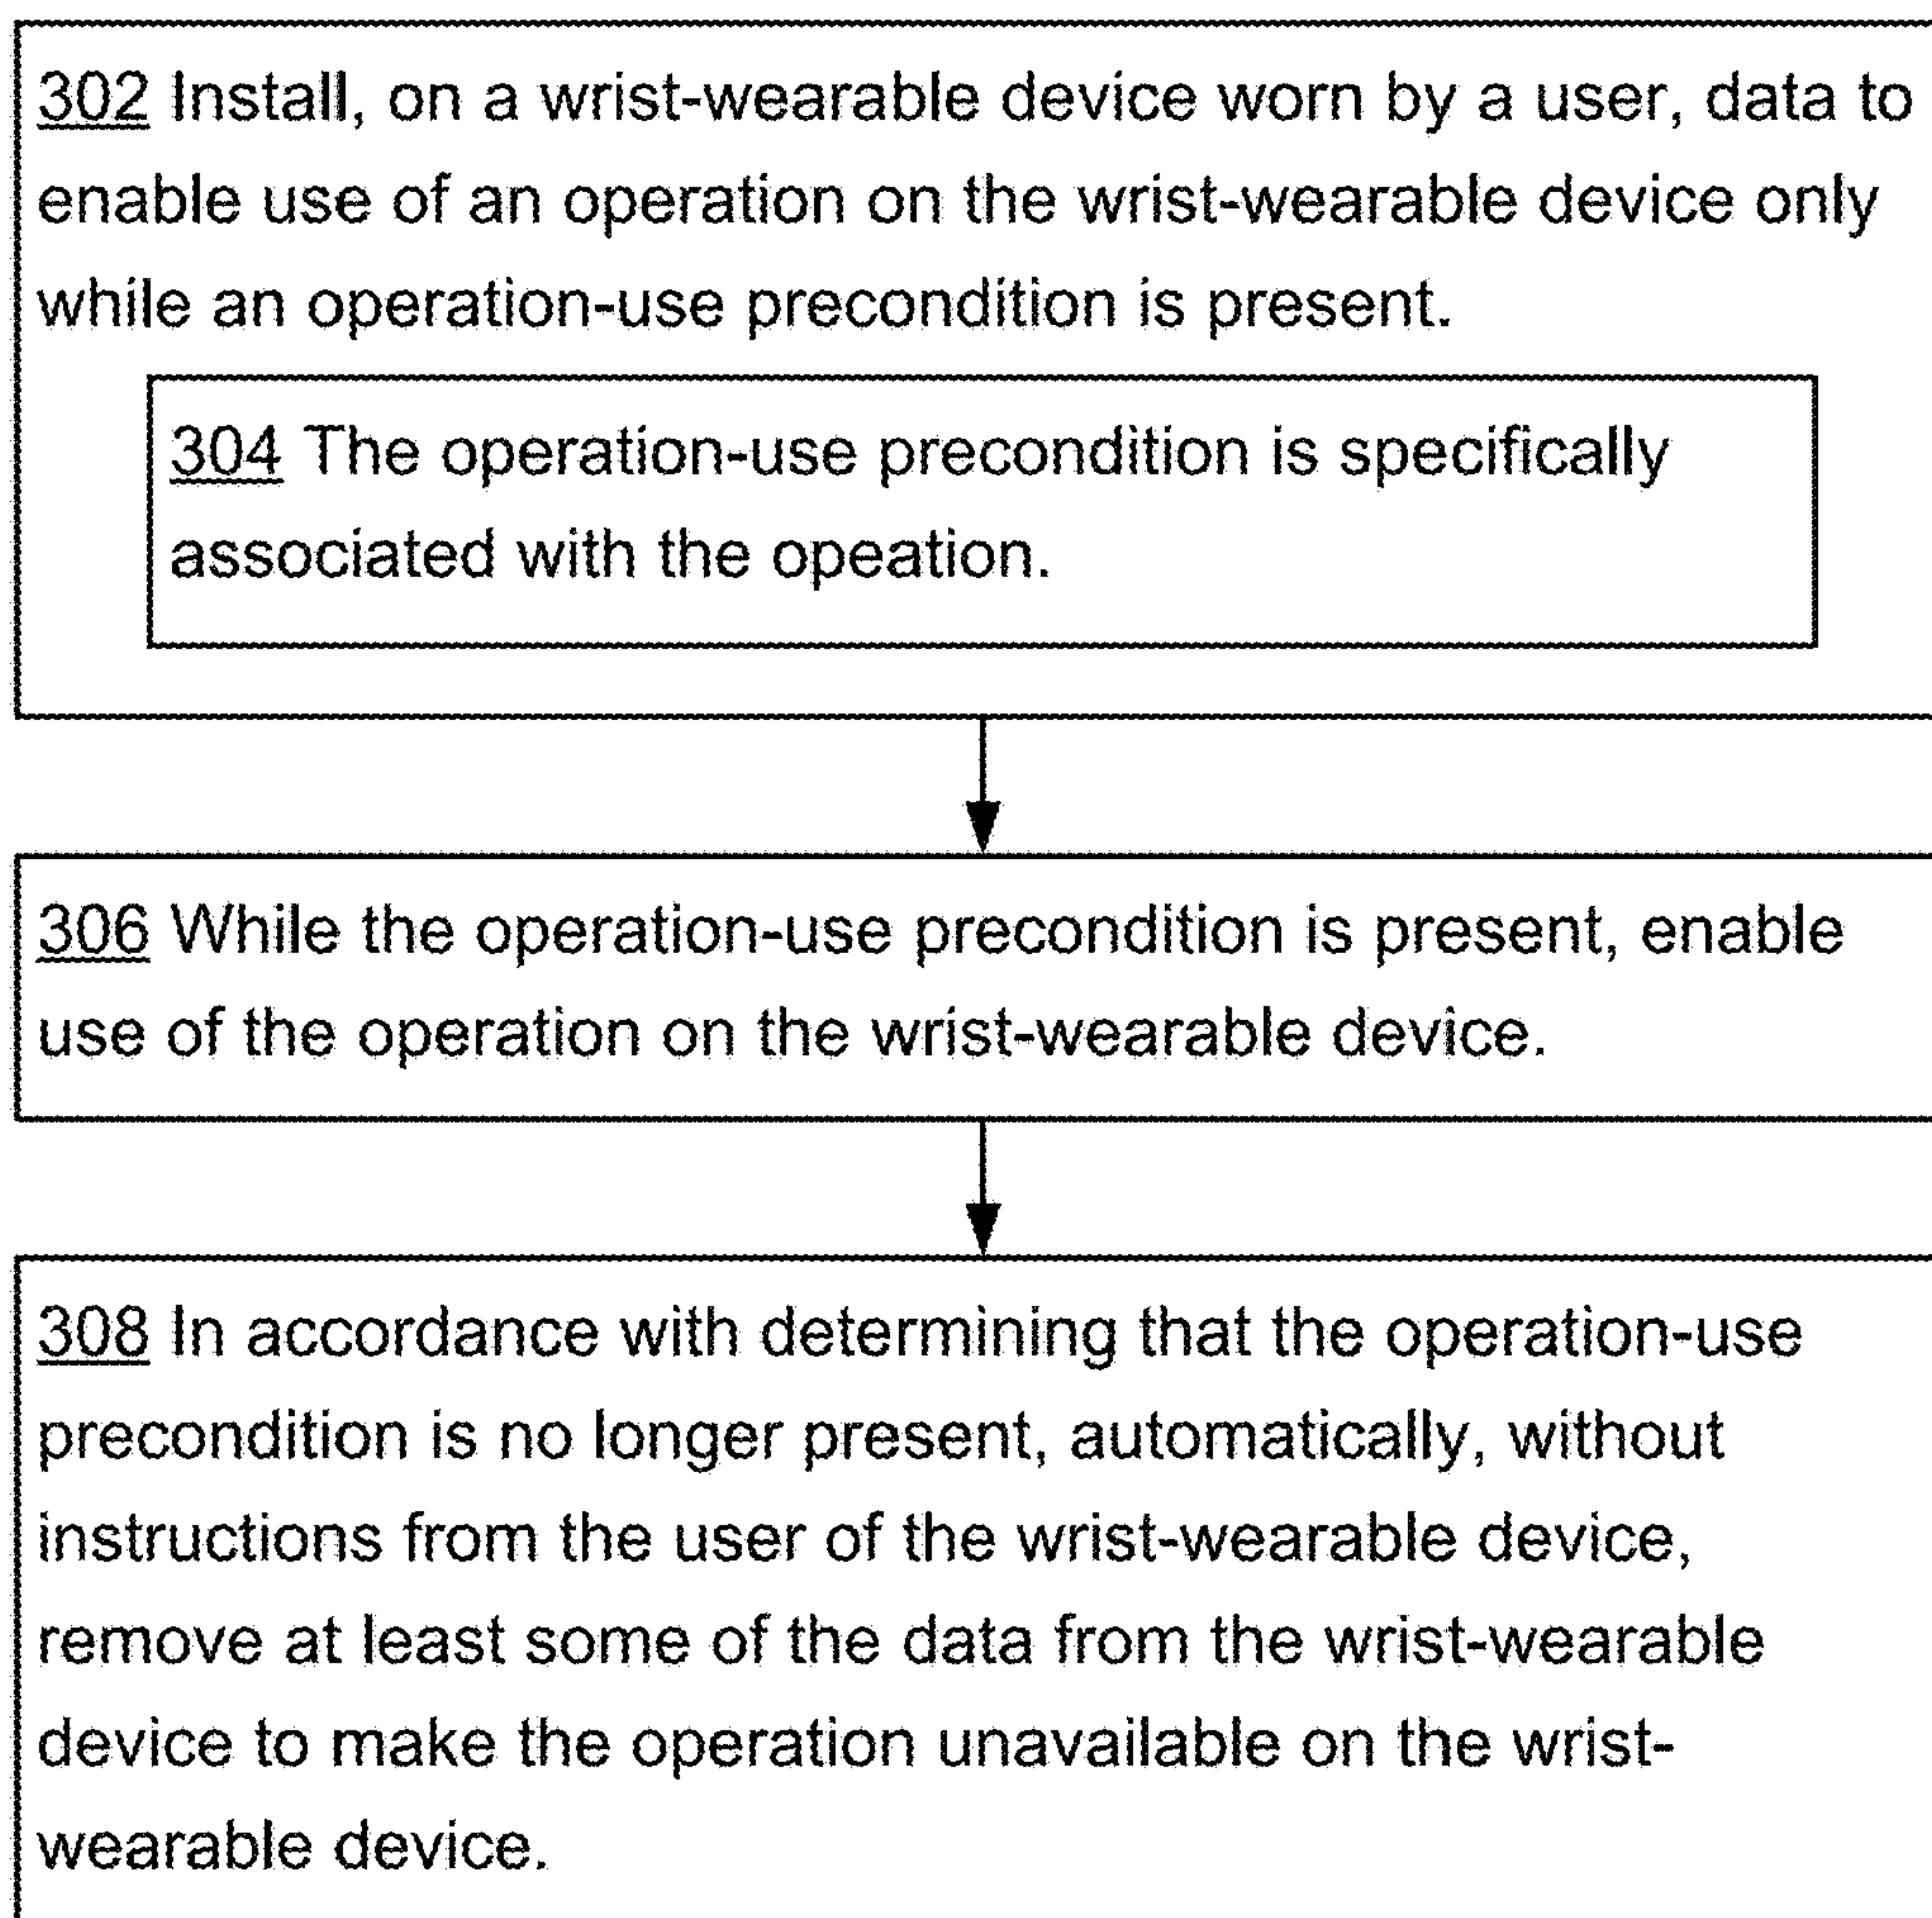 302 Install, on a wrist-wearable device worn by a user, data to
enable use of an operation on the wrist-wearable device only
while an operation-use precondition is present.
304 The operation-use precondition is specifically
associated with the opeation.
306 While the operation-use precondition is present, enable
use of the operation on the wrist-wearable device.
308 In accordance with determining that the operation-use
precondition is no longer present, automatically, without
instructions from the user of the wrist-wearable device,
remove at least some of the data from the wrist-wearable
device to make the operation unavailable on the wrist-
wearable device.